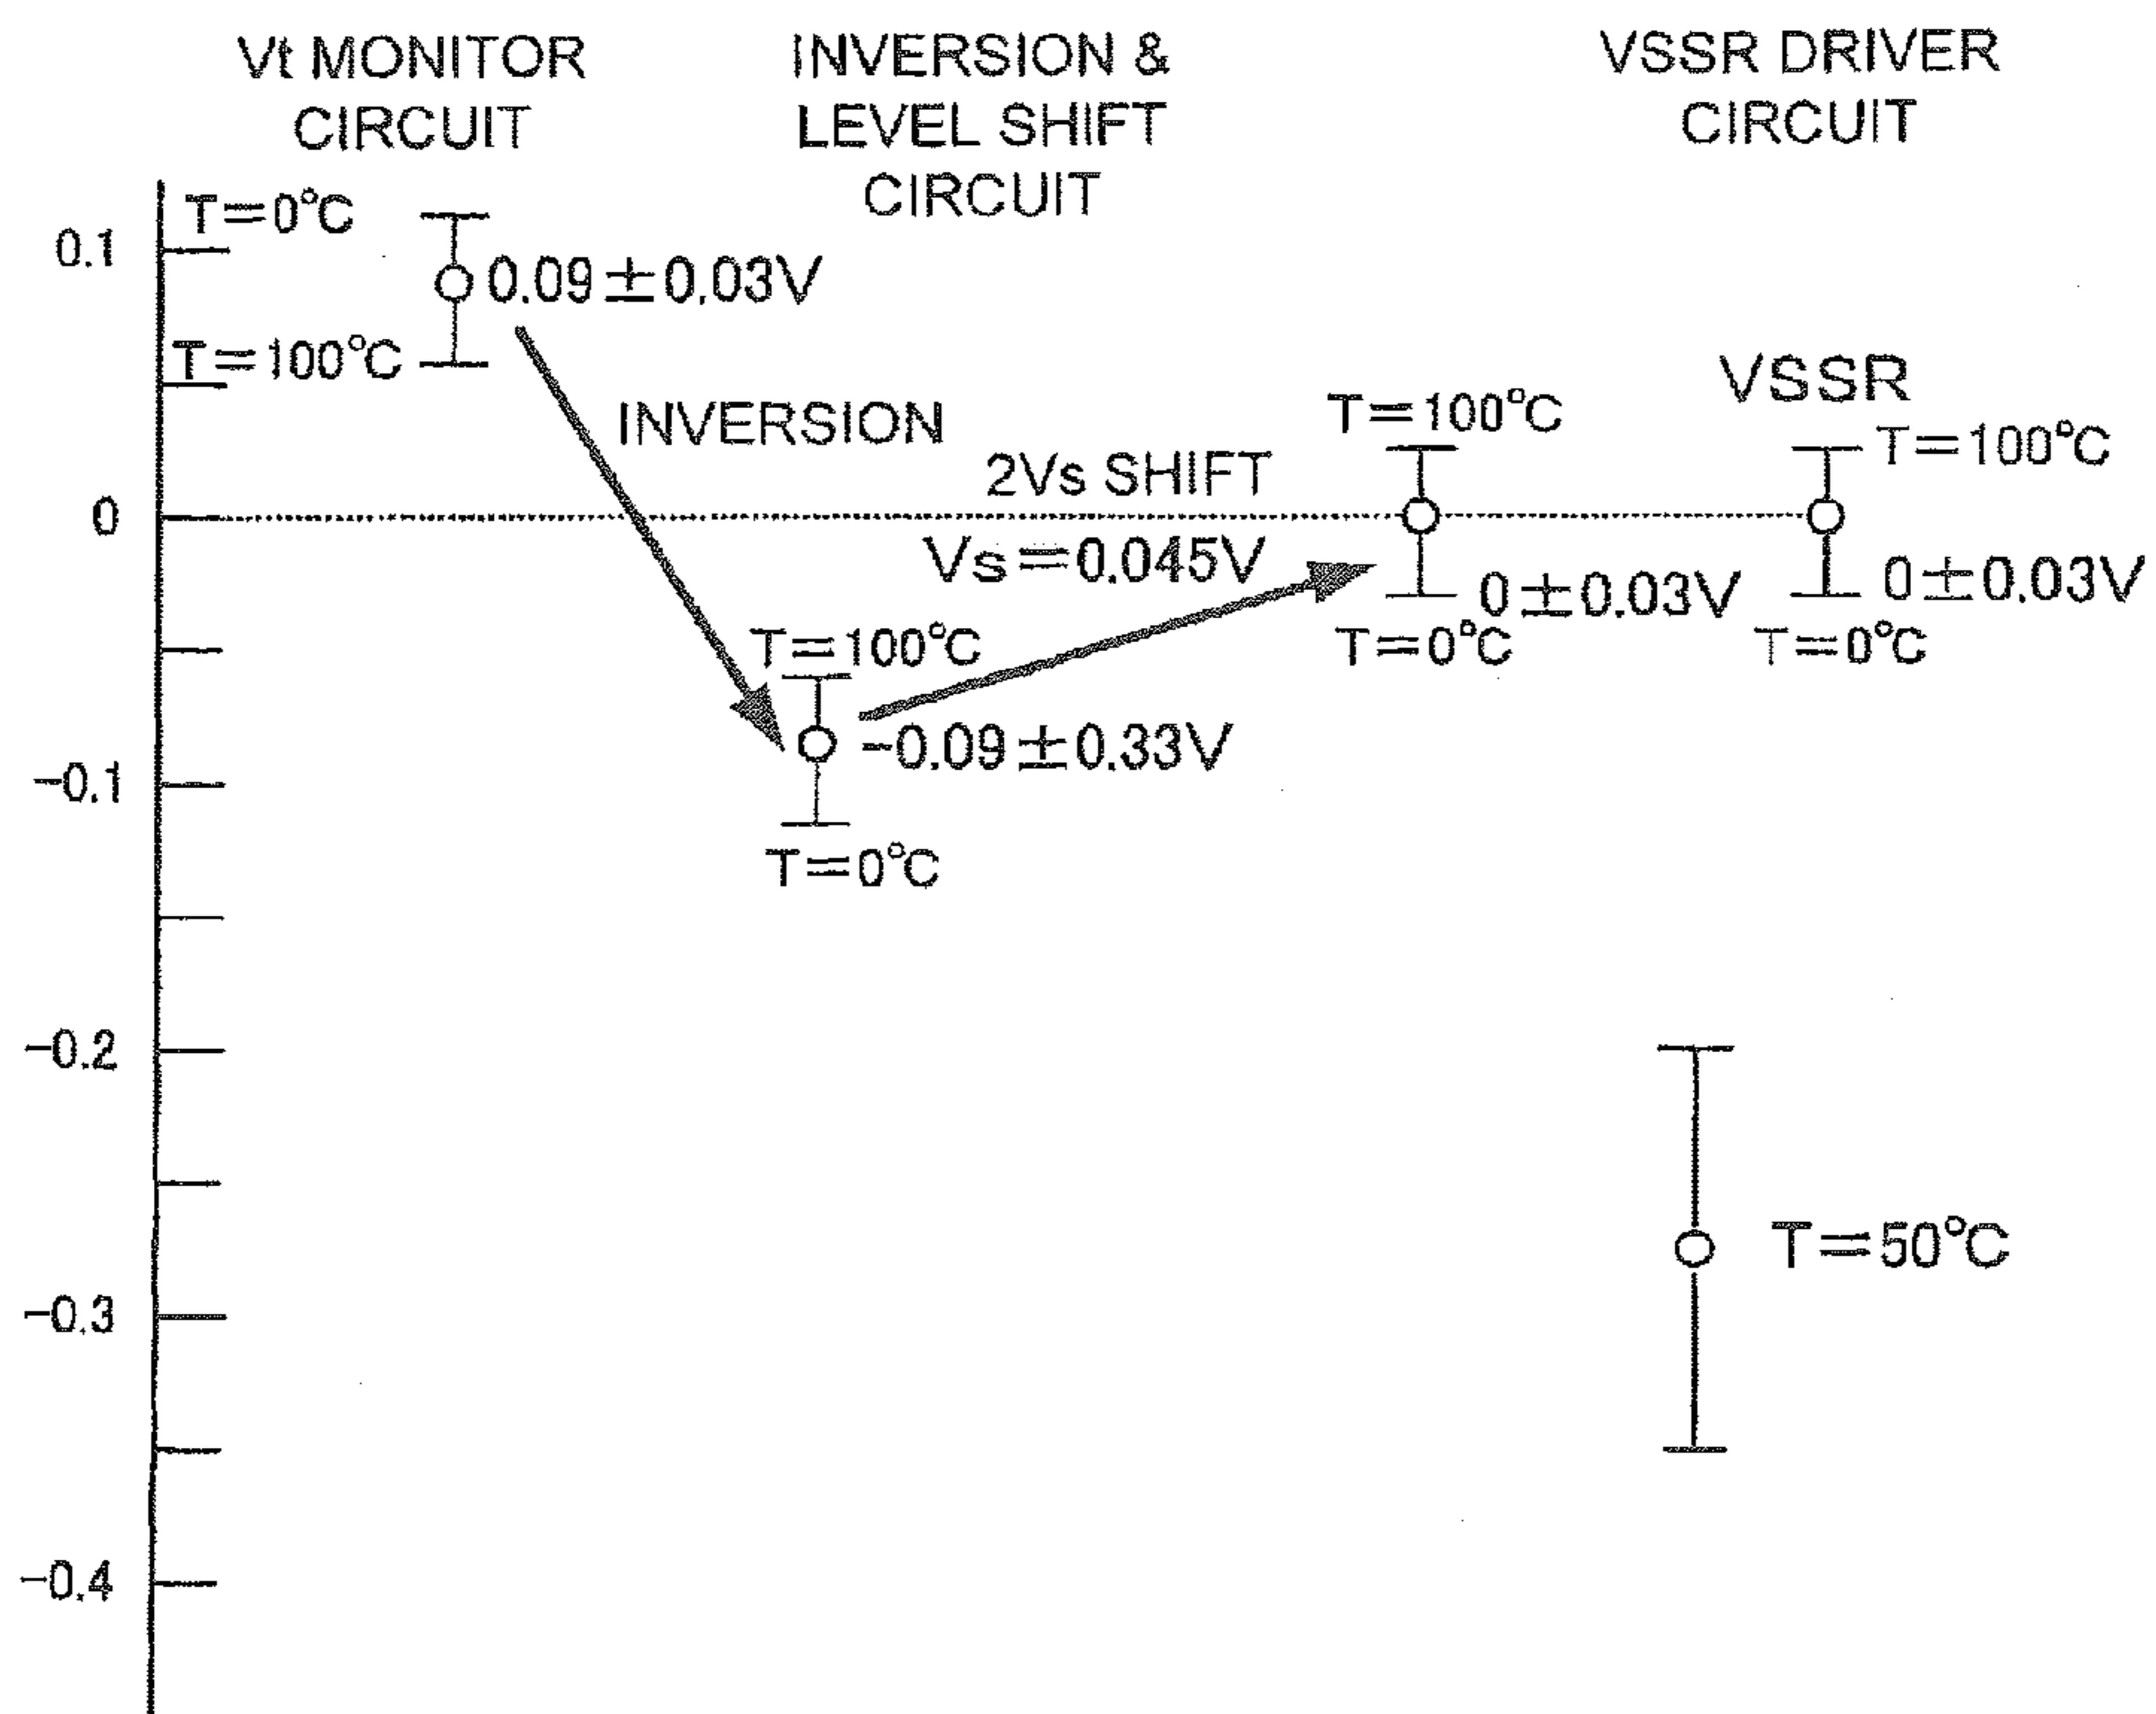 Vt MONITOR
CIRCUIT
INVERSION &
LEVEL SHIFT
CIRCUIT
VSSR DRIVER
CIRCUIT
T=0°C
0.1
0.09±0.03V
T=100°C
INVERSION
T=100°C
VSSR
T=100°C
2Vs SHIFT
0
Vs=0.045V
0±0.03V
0±0.03V
T=100°C
T=0°C
T=0°C
-0.09±0.33V
-0.1
T=0°C
-0.2
T=50°C
-0.3
-0.4